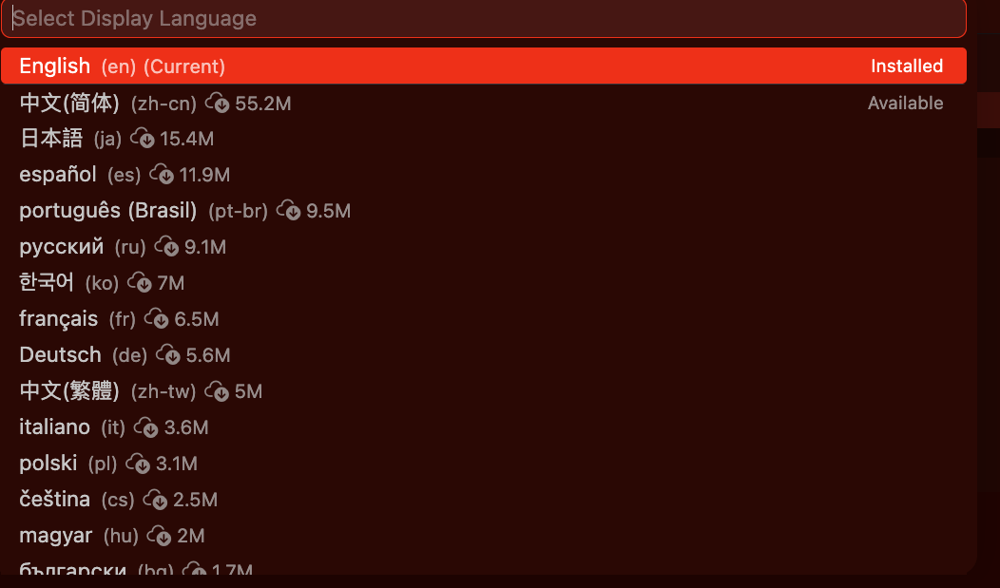 Select Display Language
English (en) (Current) Installed
中文(简体) (zh-cn) 55.2M Available
日本語 (ja) 15.4M
español (es) 11.9M
português (Brasil) (pt-br) 9.5M
русский (ru) 9.1M
한국어 (ko) 7M
français (fr) 6.5M
Deutsch (de) 5.6M
中文(繁體) (zh-tw) 5M
italiano (it) 3.6M
polski (pl) 3.1M
čeština (cs) 2.5M
magyar (hu) 2M
български (bg) 1.7M